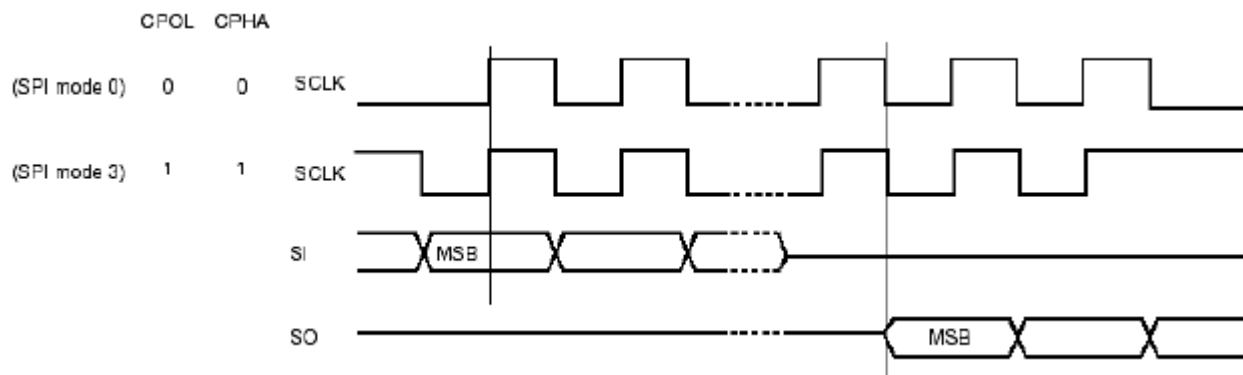 CPOL CPHA
(SPI mode 0) 0 0 SCLK
(SPI mode 3) 1 1 SCLK
SI MSB
SO MSB